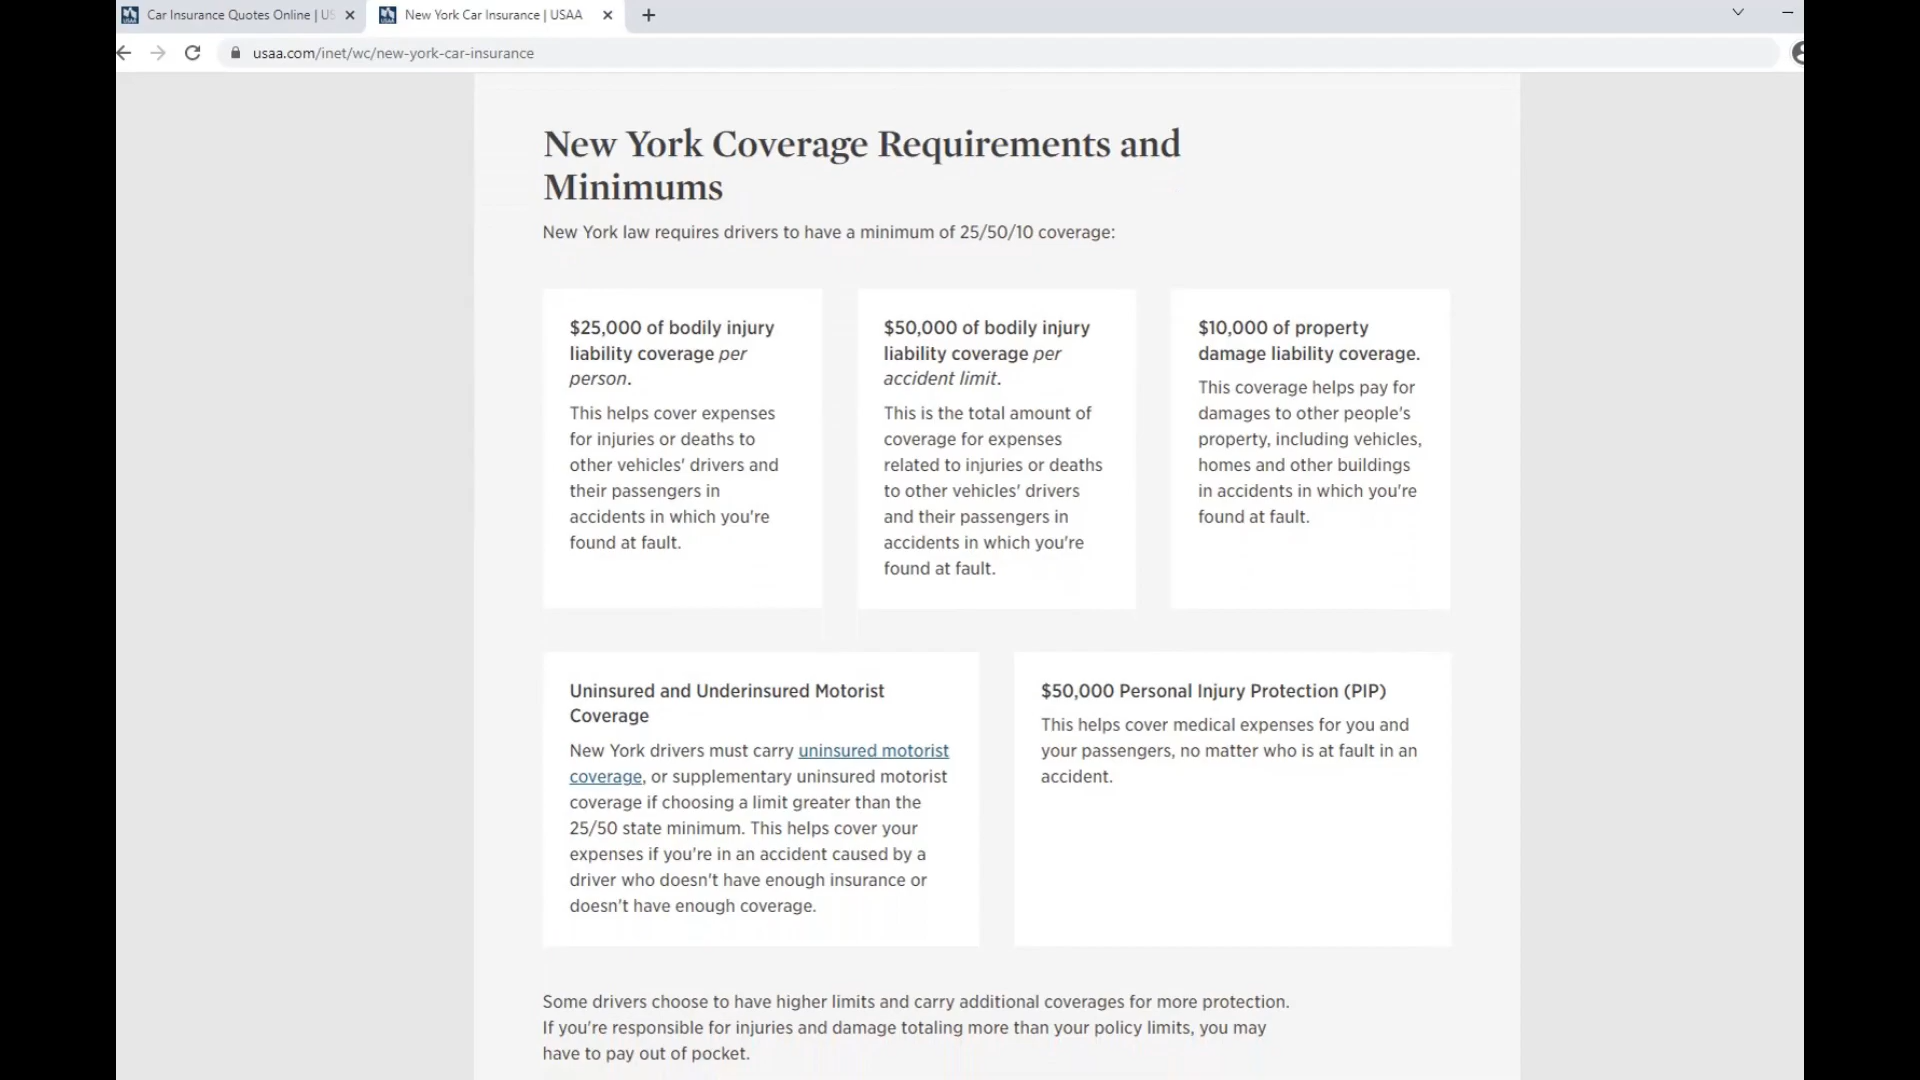 Car Insurance Quotes Online | US
New York Car Insurance | USAA
usaa.com/inet/wc/new-york-car-insurance
New York Coverage Requirements and
Minimums
New York law requires drivers to have a minimum of 25/50/10 coverage:
$25,000 of bodily injury
liability coverage per
person.
This helps cover expenses
for injuries or deaths to
other vehicles' drivers and
their passengers in
accidents in which you're
found at fault.
$50,000 of bodily injury
liability coverage per
accident limit.
This is the total amount of
coverage for expenses
related to injuries or deaths
to other vehicles' drivers
and their passengers in
accidents in which you're
found at fault.
$10,000 of property
damage liability coverage.
This coverage helps pay for
damages to other people's
property, including vehicles,
homes and other buildings
in accidents in which you're
found at fault.
Uninsured and Underinsured Motorist
Coverage
New York drivers must carry uninsured motorist
coverage, or supplementary uninsured motorist
coverage if choosing a limit greater than the
25/50 state minimum. This helps cover your
expenses if you're in an accident caused by a
driver who doesn't have enough insurance or
doesn't have enough coverage.
$50,000 Personal Injury Protection (PIP)
This helps cover medical expenses for you and
your passengers, no matter who is at fault in an
accident.
Some drivers choose to have higher limits and carry additional coverages for more protection.
If you're responsible for injuries and damage totaling more than your policy limits, you may
have to pay out of pocket.